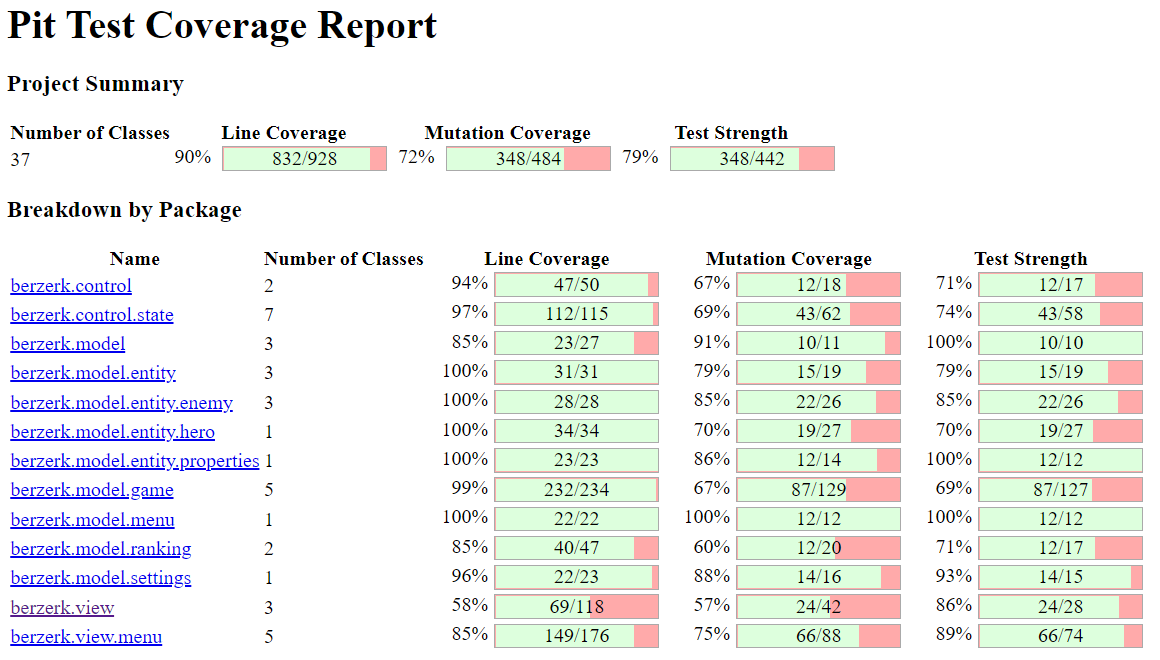 Pit Test Coverage Report
Project Summary
Number of Classes Line Coverage Mutation Coverage Test Strength
37 90% 832/928 72% 348/484 79% 348/442
Breakdown by Package
Name Number of Classes Line Coverage Mutation Coverage Test Strength
berzerk.control 2 94% 47/50 67% 12/18 71% 12/17
berzerk.control.state 7 97% 112/115 69% 43/62 74% 43/58
berzerk.model 3 85% 23/27 91% 10/11 100% 10/10
berzerk.model.entity 3 100% 31/31 79% 15/19 79% 15/19
berzerk.model.entity.enemy 3 100% 28/28 85% 22/26 85% 22/26
berzerk.model.entity.hero 1 100% 34/34 70% 19/27 70% 19/27
berzerk.model.entity.properties 1 100% 23/23 86% 12/14 100% 12/12
berzerk.model.game 5 99% 232/234 67% 87/129 69% 87/127
berzerk.model.menu 1 100% 22/22 100% 12/12 100% 12/12
berzerk.model.ranking 2 85% 40/47 60% 12/20 71% 12/17
berzerk.model.settings 1 96% 22/23 88% 14/16 93% 14/15
berzerk.view 3 58% 69/118 57% 24/42 86% 24/28
berzerk.view.menu 5 85% 149/176 75% 66/88 89% 66/74